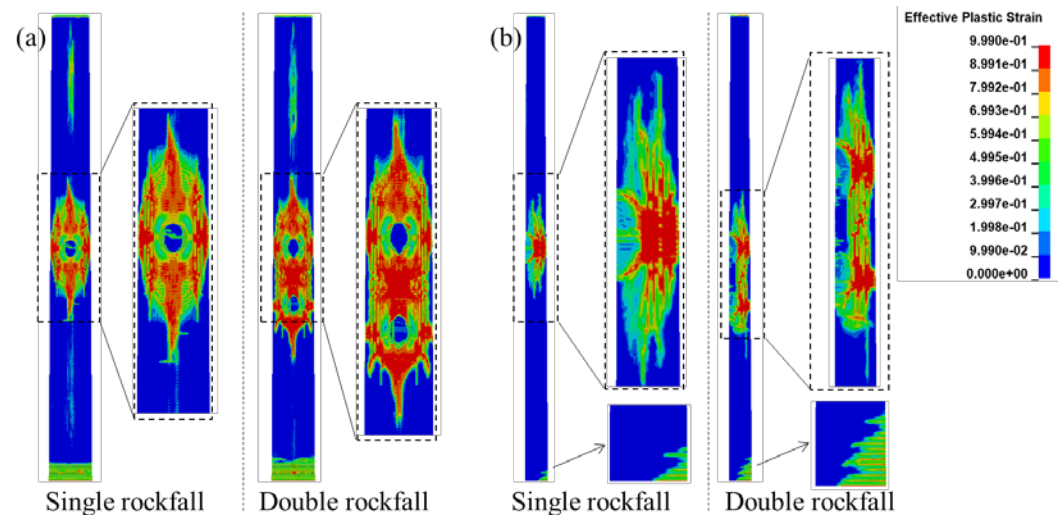 (a)
(b)
Effective Plastic Strain
9.990e-01
8.991e-01
7.992e-01
6.993e-01
5.994e-01
4.995e-01
3.996e-01
2.997e-01
1.998e-01
9.990e-02
0.000e+00
Single rockfall
Double rockfall
Single rockfall
Double rockfall